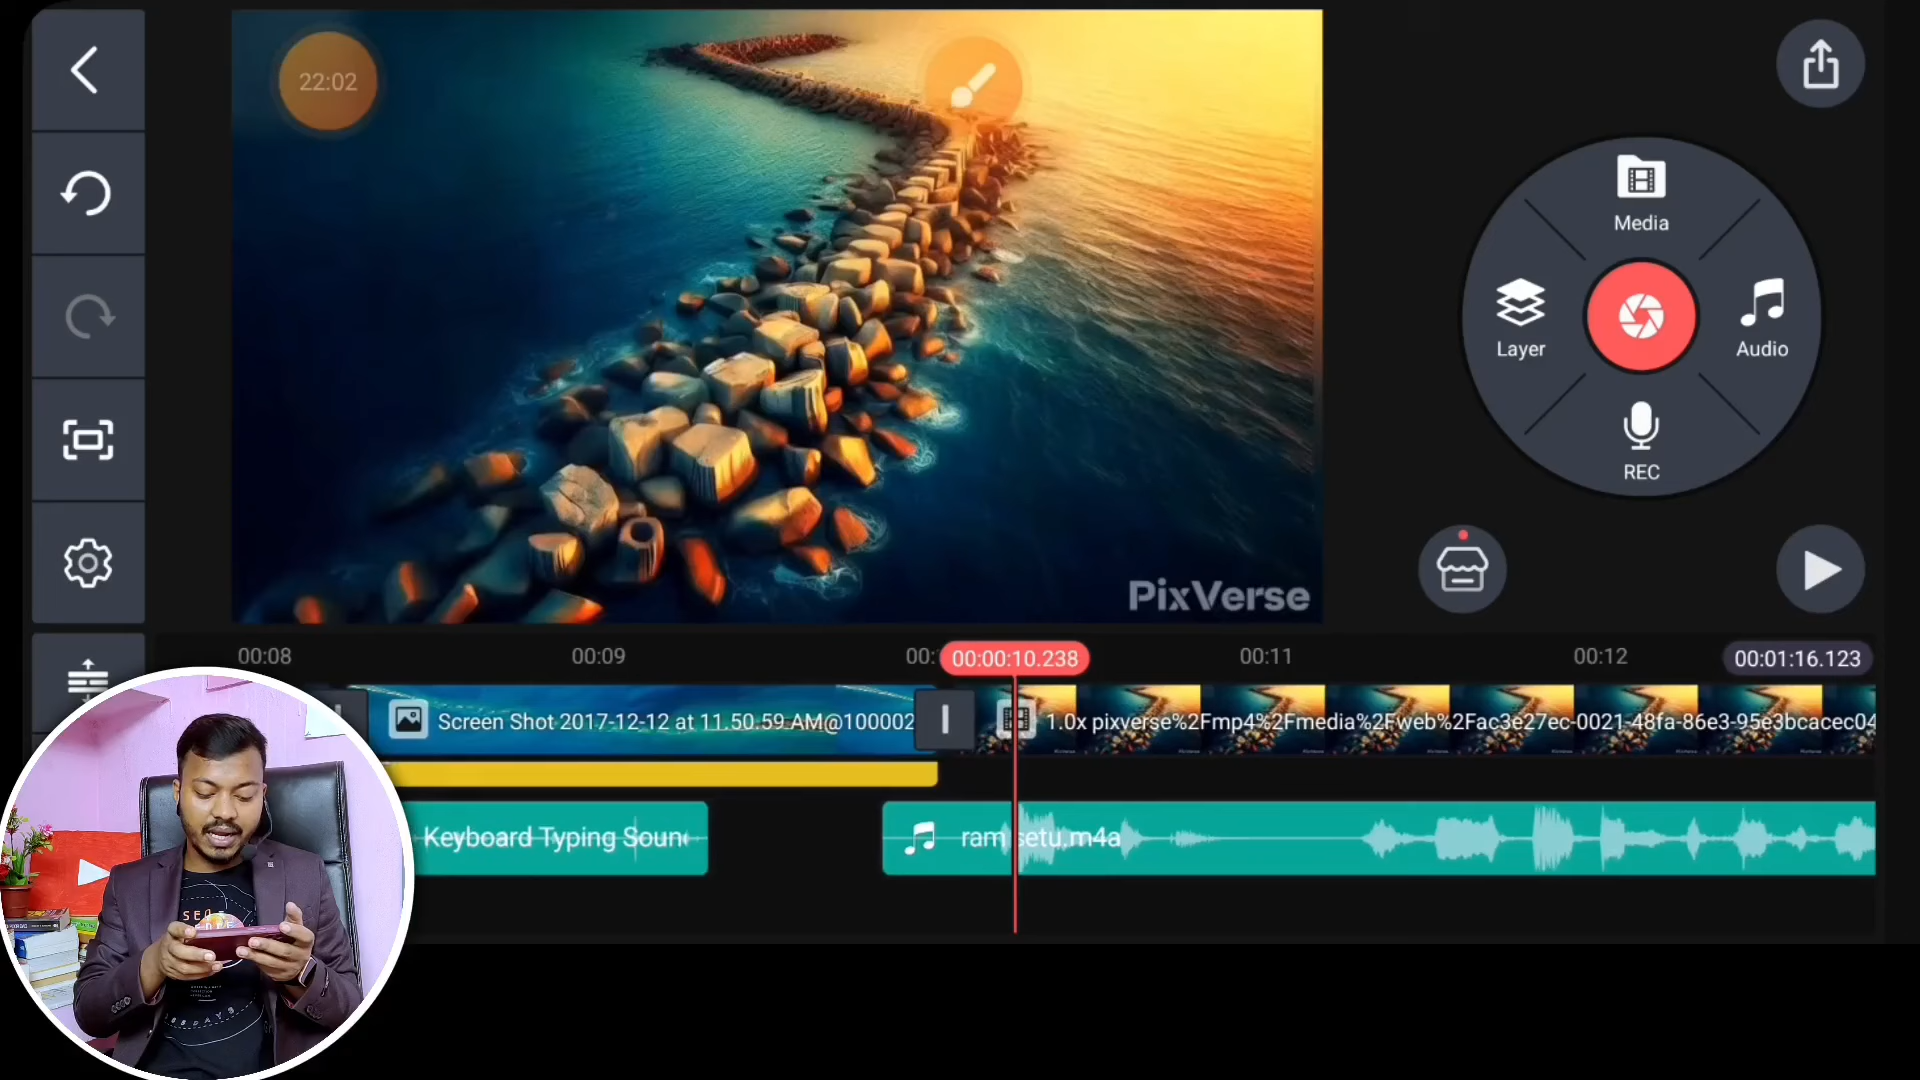 22:02
Media
Layer
Audio
REC
PixVerse
00:08
00:09
00:
00:00:10.238
00:11
00:12
00:01:16.123
Screen Shot 2017-12-12 at 11.50.59 AM@100002
1.0x pixverse%2Fmp4%2Fmedia%2Fweb%2Fac3e27ec-0021-48fa-86e3-95e3bcacec04
Keyboard Typing Soun
ram setu.m4a